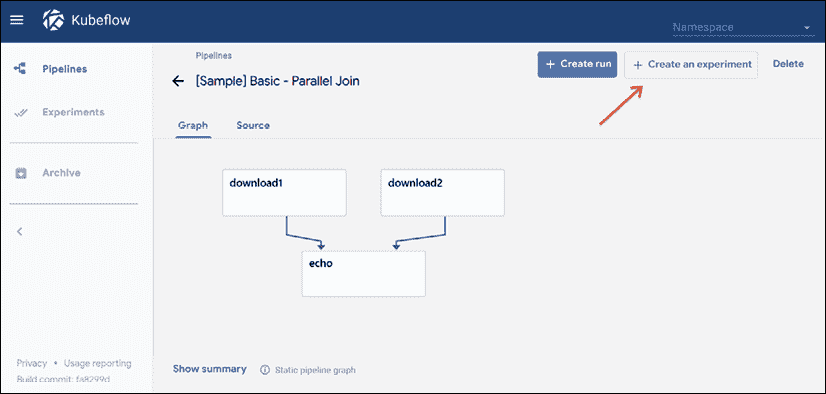 Kubeflow
Namespace
Pipelines
Pipelines
[Sample] Basic - Parallel Join
+ Create run
+ Create an experiment
Delete
Experiments
Archive
Graph
Source
download1
download2
echo
Show summary
Static pipeline graph
Privacy • Usage reporting
Build commit: fa8299d